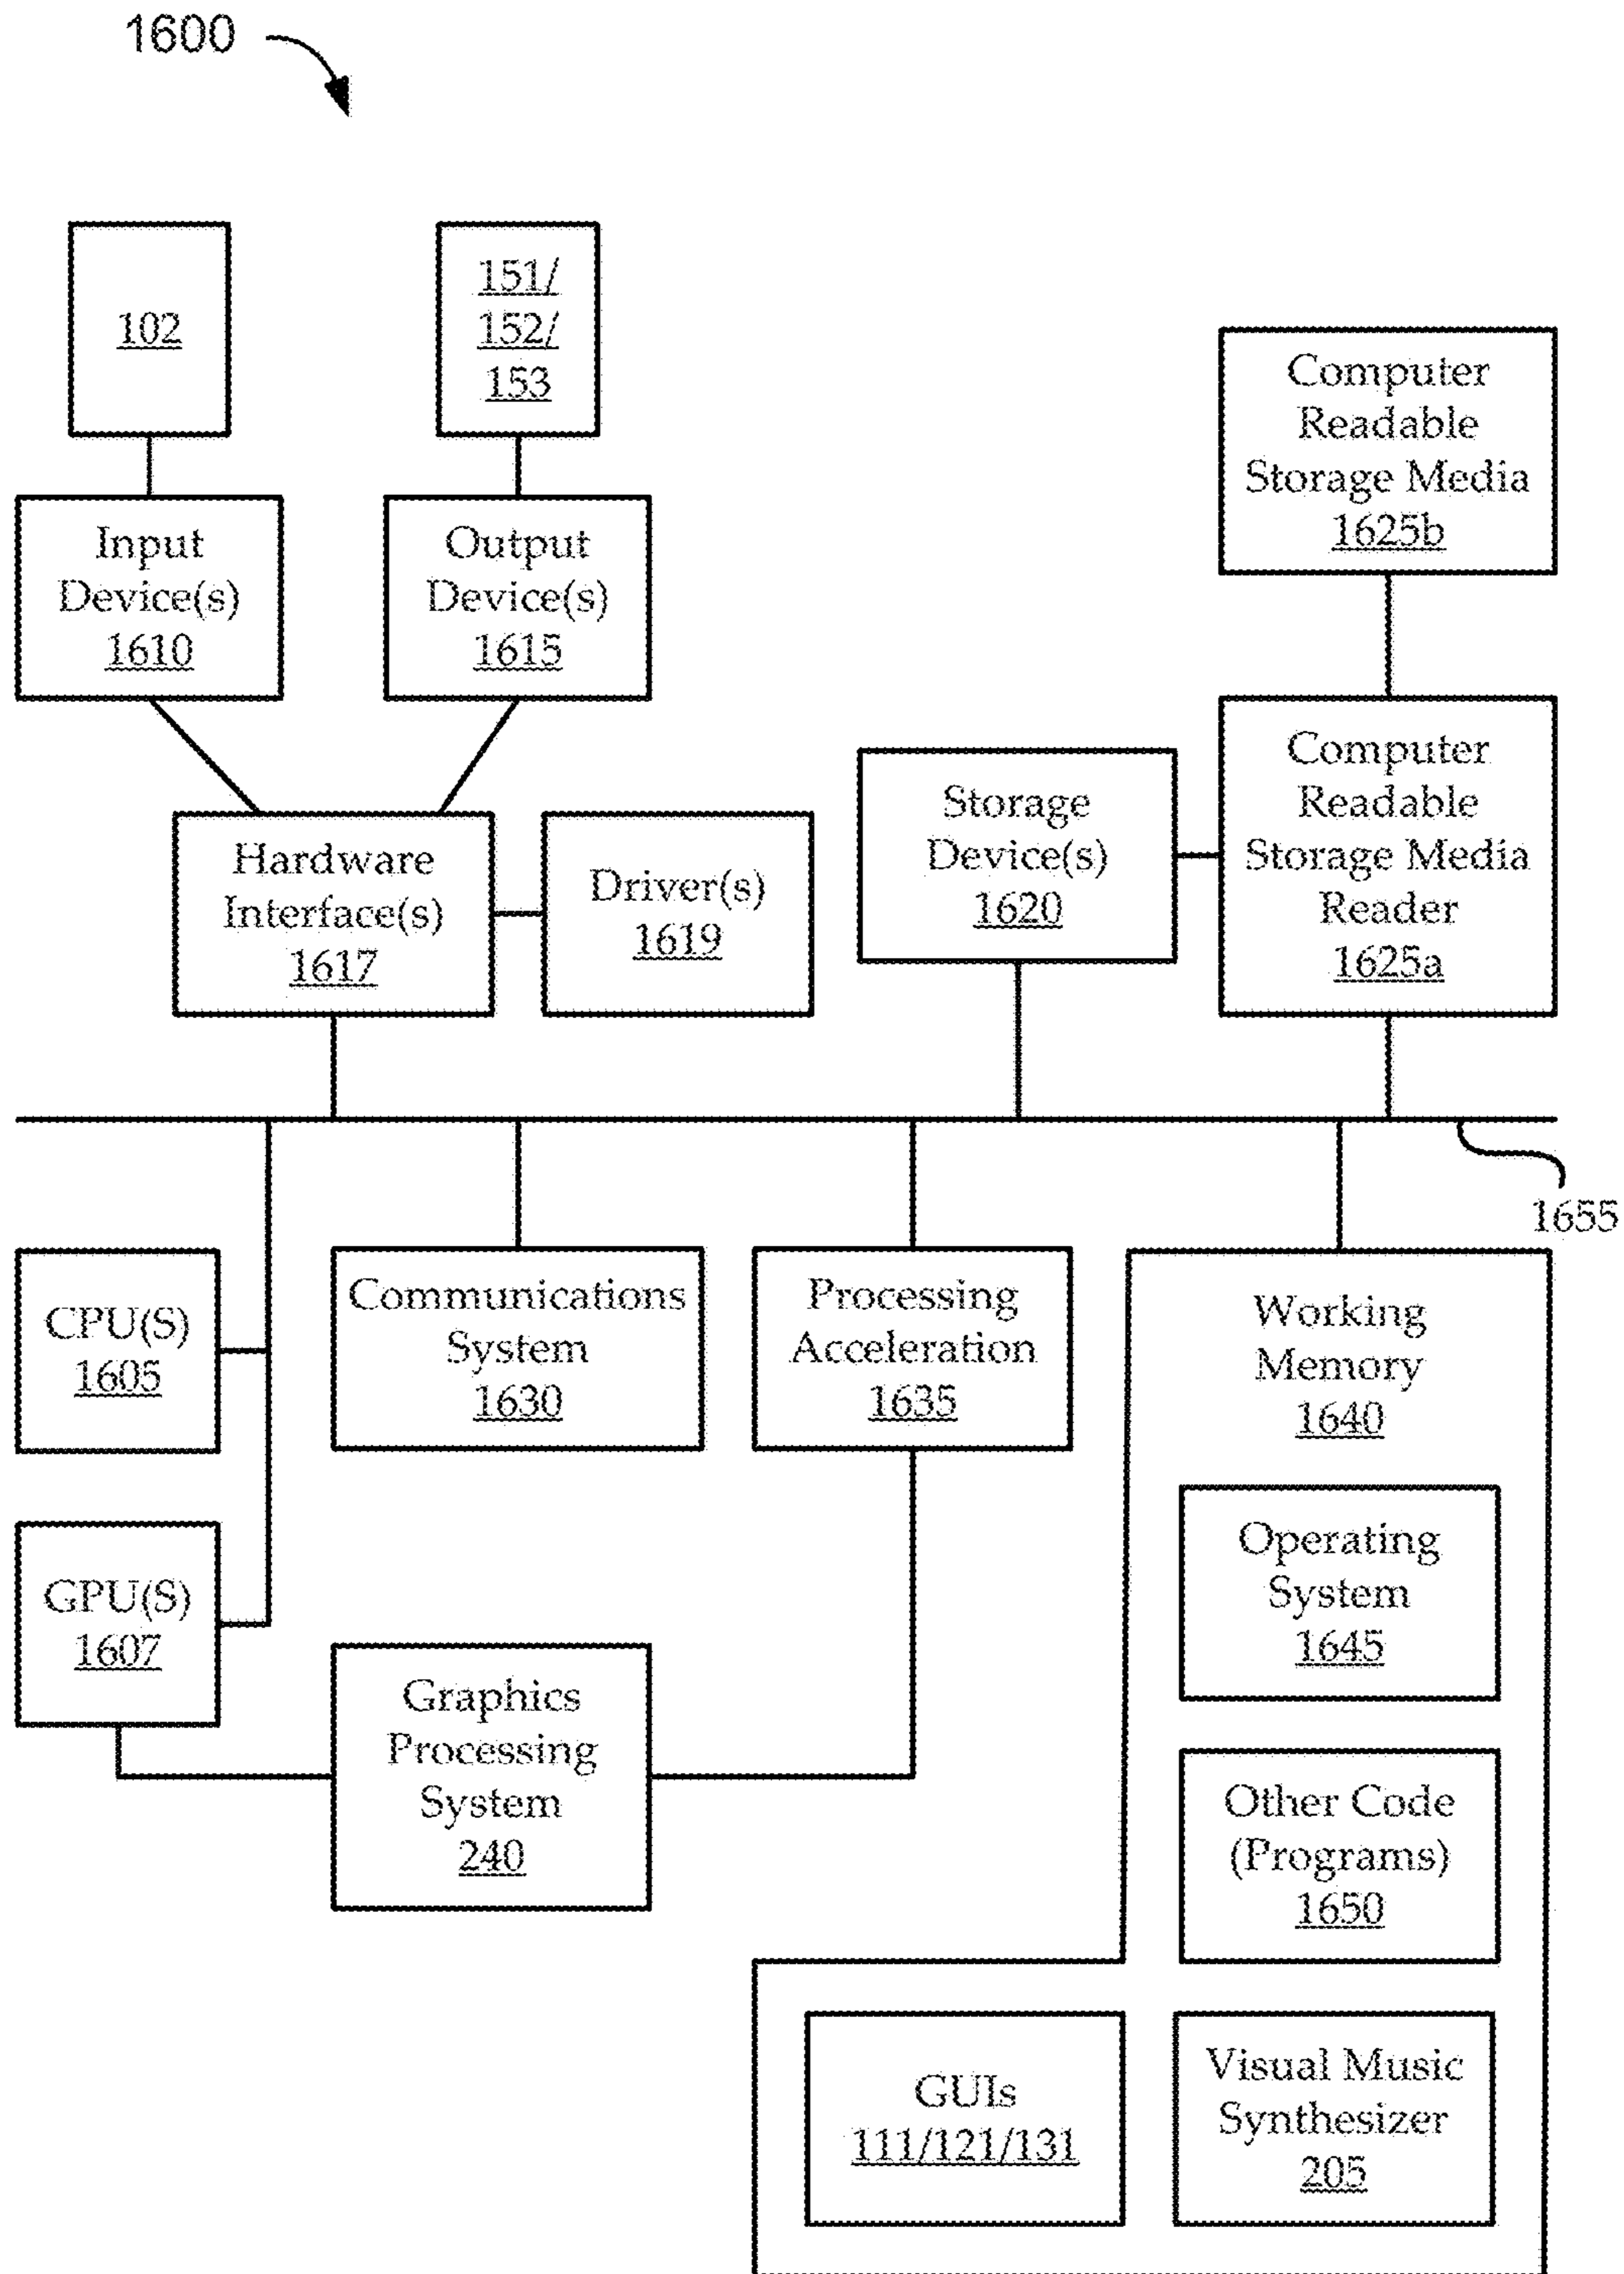 1600
102
151/
152/
153
Computer
Readable
Storage Media
1625b
Input
Device(s)
1610
Output
Device(s)
1615
Hardware
Interface(s)
1617
Driver(s)
1619
Storage
Device(s)
1620
Computer
Readable
Storage Media
Reader
1625a
1655
CPU(S)
1605
Communications
System
1630
Processing
Acceleration
1635
Working
Memory
1640
GPU(S)
1607
Graphics
Processing
System
240
Operating
System
1645
Other Code
(Programs)
1650
GUIs
111/121/131
Visual Music
Synthesizer
205